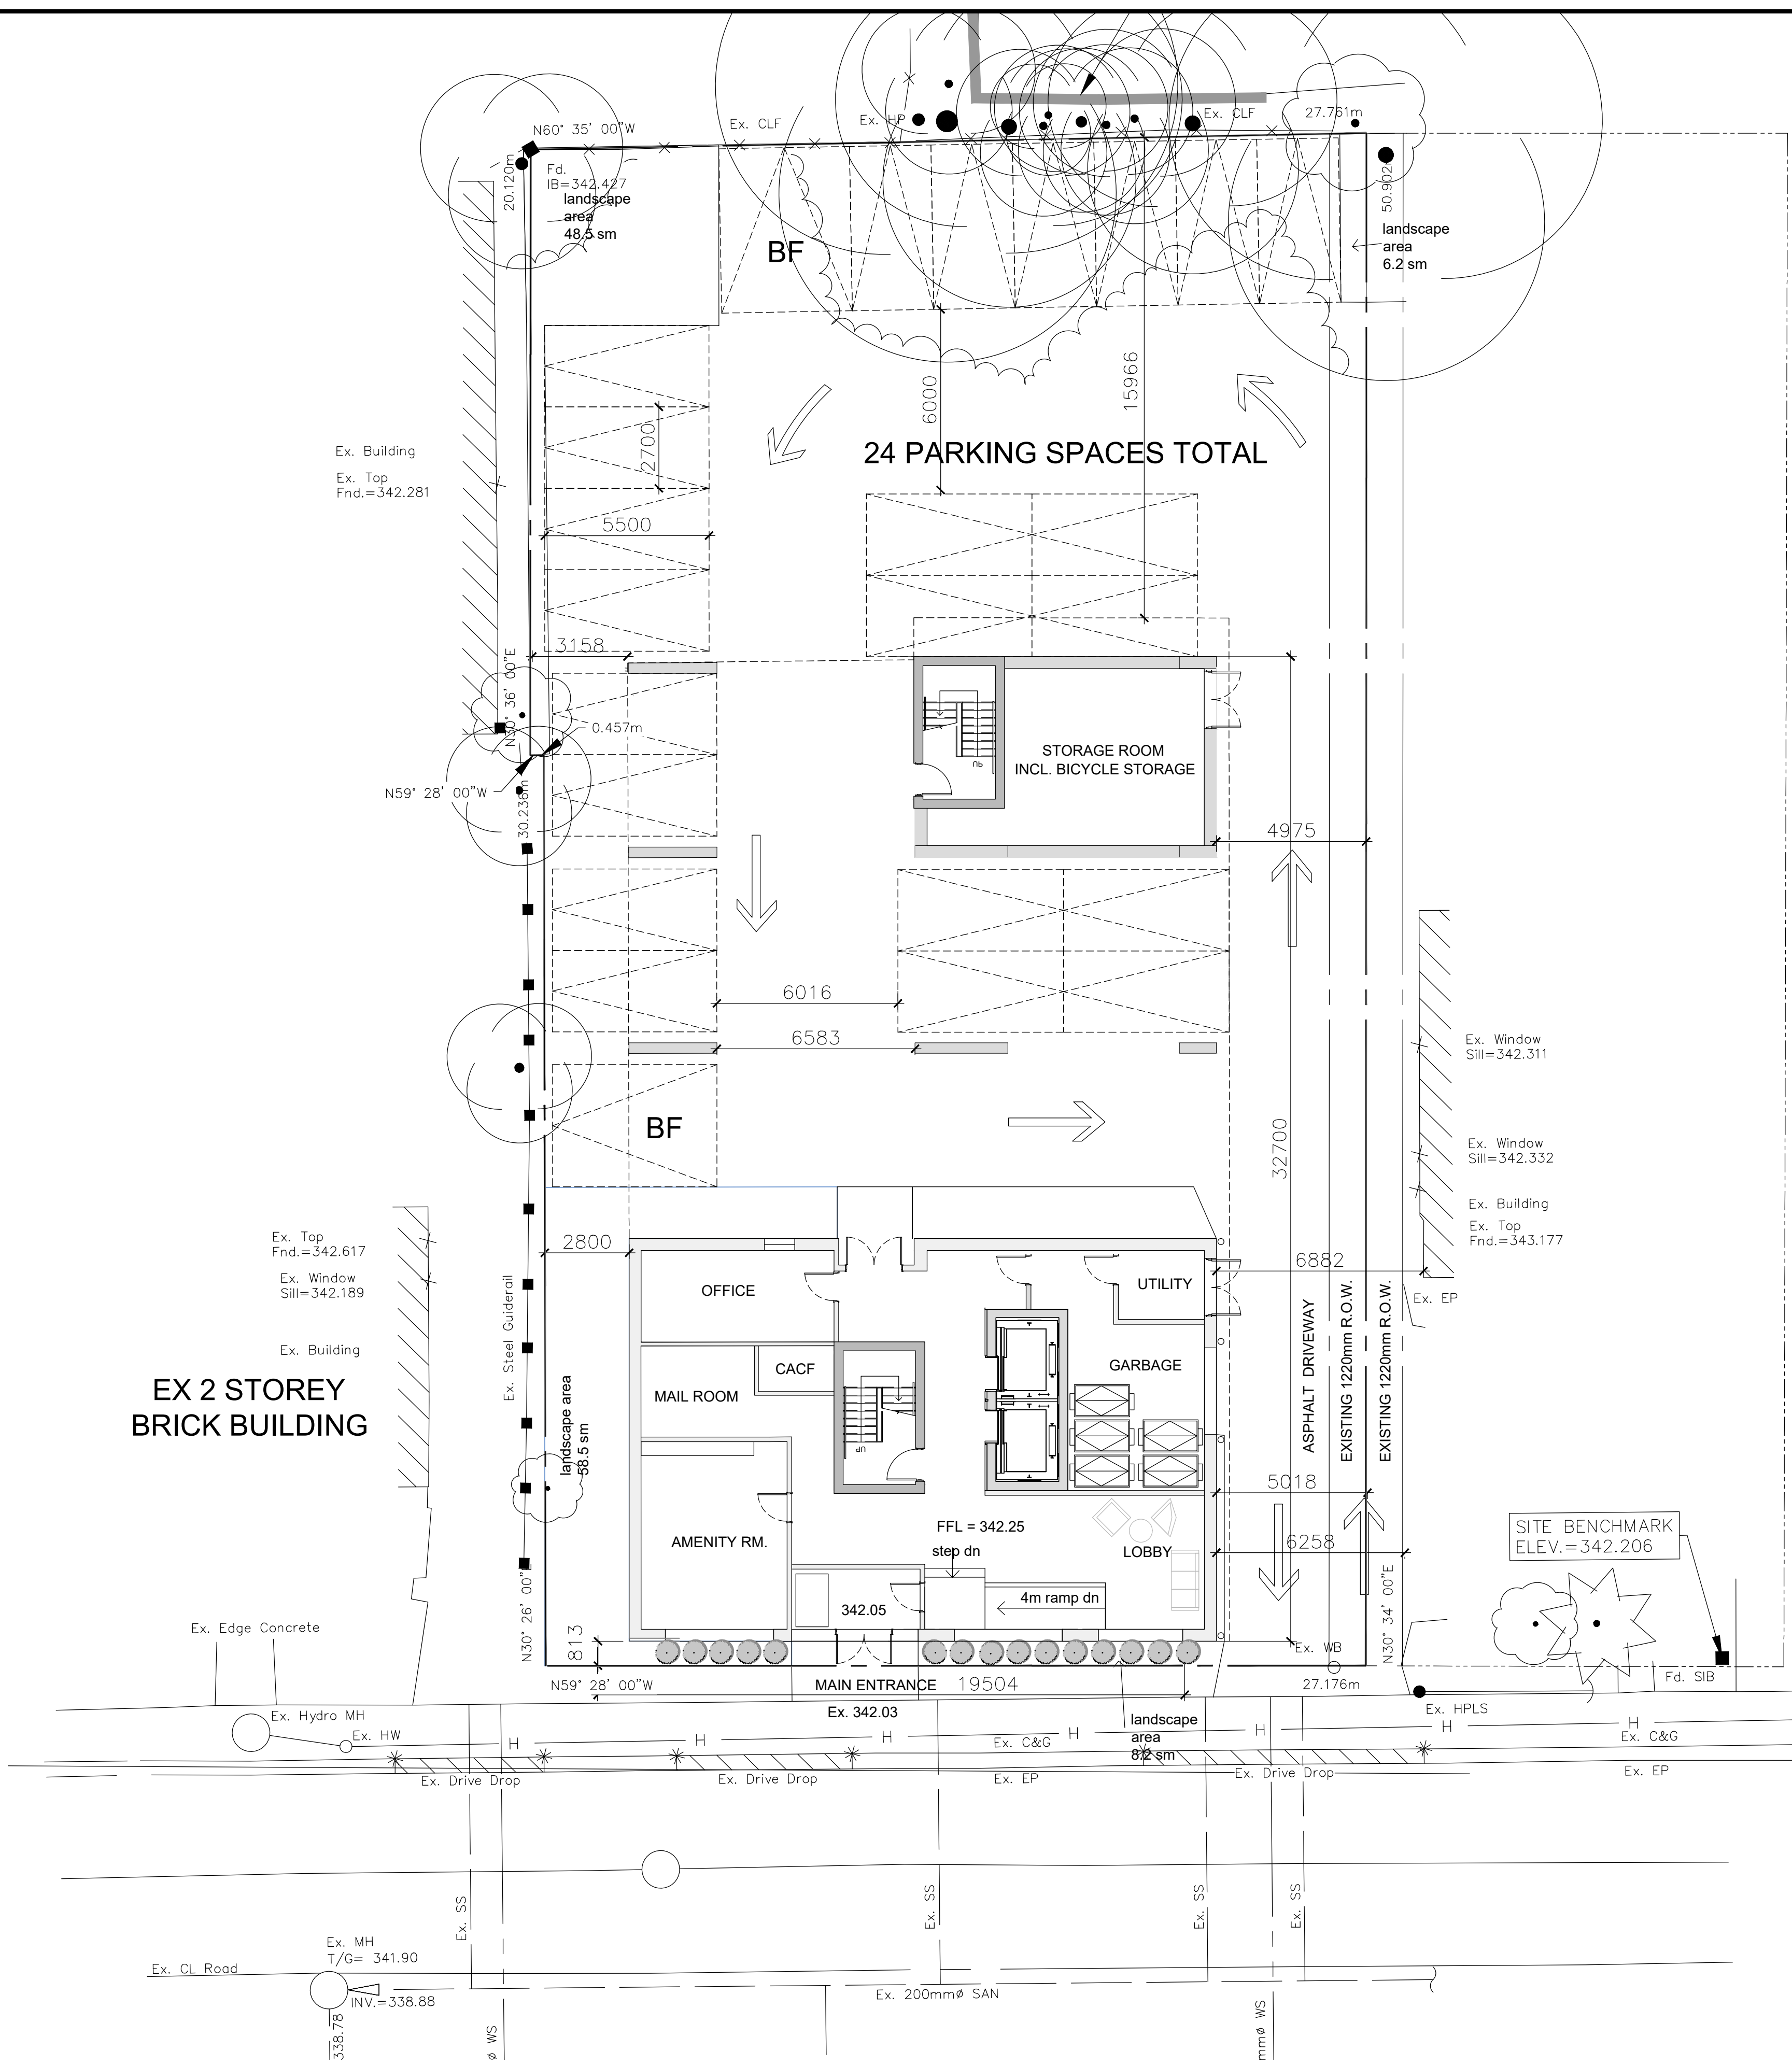 N60° 35' 00"W
Ex. CLF
Ex. HP
Ex. CLF
27.761m
20.120m
Fd.
IB=342.427
landscape
area
48.5 sm
BF
50.902
landscape
area
6.2 sm
6000
15966
24 PARKING SPACES TOTAL
2700
Ex. Building
Ex. Top
Fnd.=342.281
5500
3158
N30° 36' 00"E
0.457m
N59° 28' 00"W
30.236m
UP
STORAGE ROOM
INCL. BICYCLE STORAGE
4975
6016
6583
Ex. Window
Sill=342.311
BF
32700
Ex. Window
Sill=342.332
Ex. Building
Ex. Top
Fnd.=343.177
Ex. Top
Fnd.=342.617
Ex. Window
Sill=342.189
Ex. Building
EX 2 STOREY
BRICK BUILDING
Ex. Steel Guiderail
2800
6882
Ex. EP
OFFICE
UTILITY
CACF
MAIL ROOM
GARBAGE
UP
ASPHALT DRIVEWAY
EXISTING 1220mm R.O.W.
EXISTING 1220mm R.O.W.
landscape area
58.5 sm
5018
AMENITY RM.
FFL = 342.25
step dn
LOBBY
6258
SITE BENCHMARK
ELEV.=342.206
4m ramp dn
342.05
N30° 26' 00"E
N30° 34' 00"E
813
Ex. Edge Concrete
Ex. WB
N59° 28' 00"W
MAIN ENTRANCE
19504
27.176m
Fd. SIB
Ex. 342.03
landscape
area
8.2 sm
Ex. HPLS
Ex. Hydro MH
Ex. HW
H
H
H
H
H
H
H
Ex. C&G
Ex. C&G
Ex. Drive Drop
Ex. Drive Drop
Ex. EP
Ex. Drive Drop
Ex. EP
Ex. SS
Ex. SS
Ex. SS
Ex. SS
Ex. MH
T/G= 341.90
Ex. CL Road
INV.=338.88
Ex. 200mmø SAN
338.78
ø WS
mmø WS